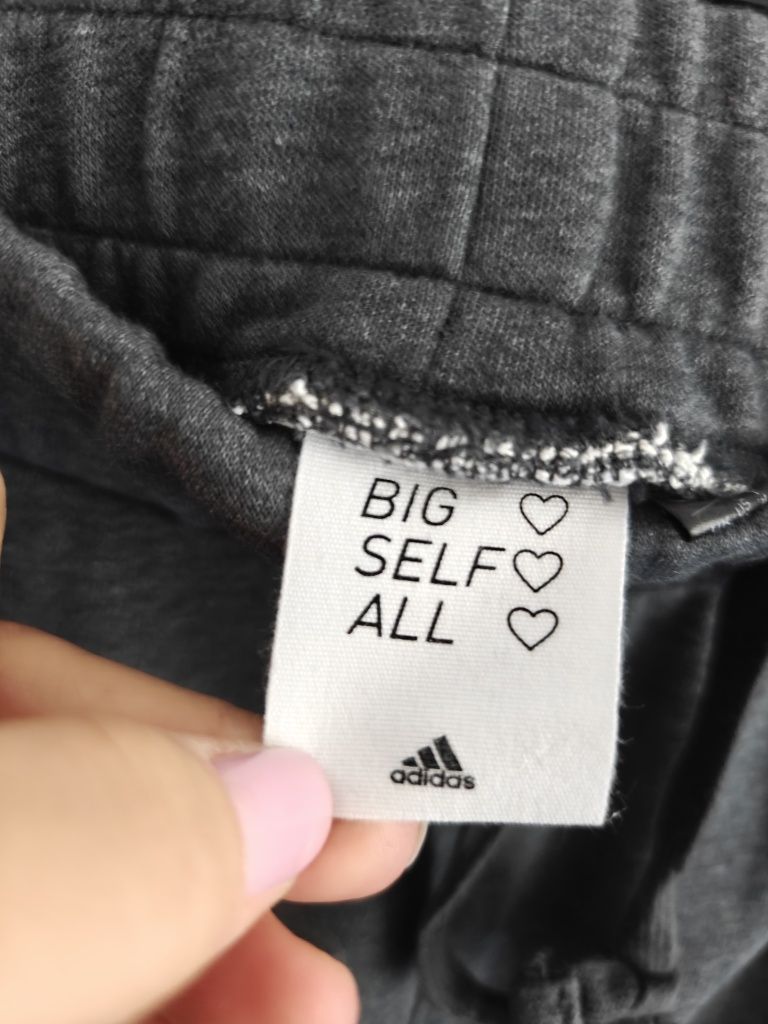 BIG ♡
SELF ♡
ALL ♡
adidas